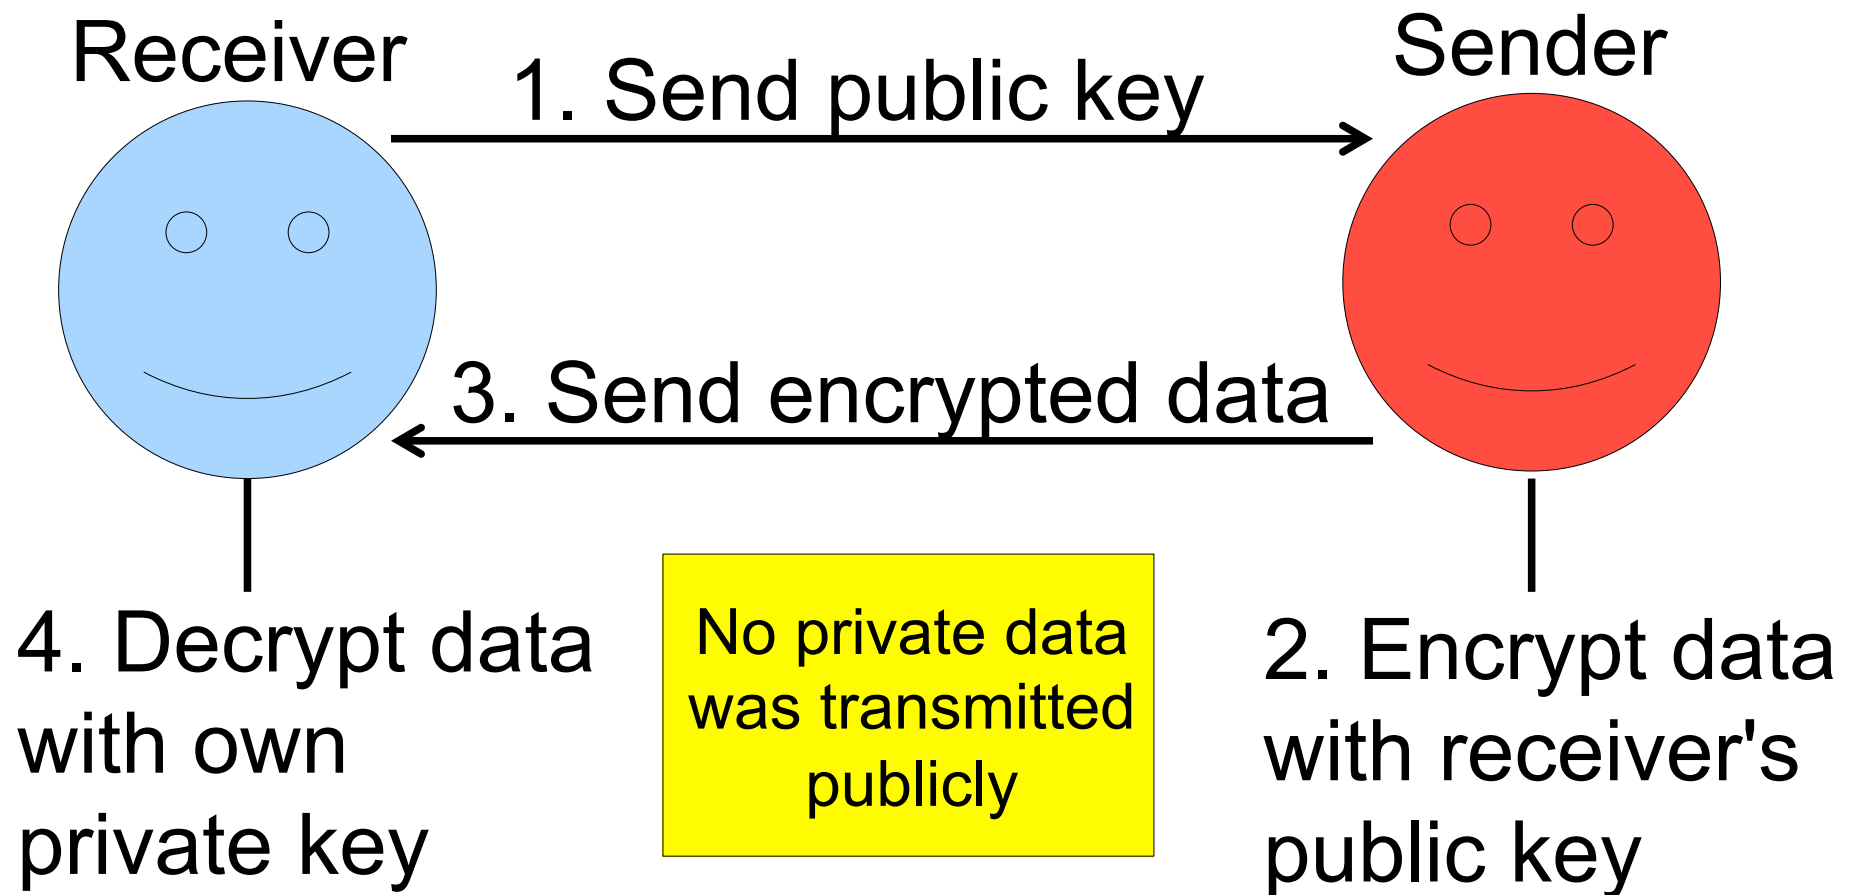 Receiver
Sender
1. Send public key
3. Send encrypted data
4. Decrypt data
with own
private key
No private data
was transmitted
publicly
2. Encrypt data
with receiver's
public key